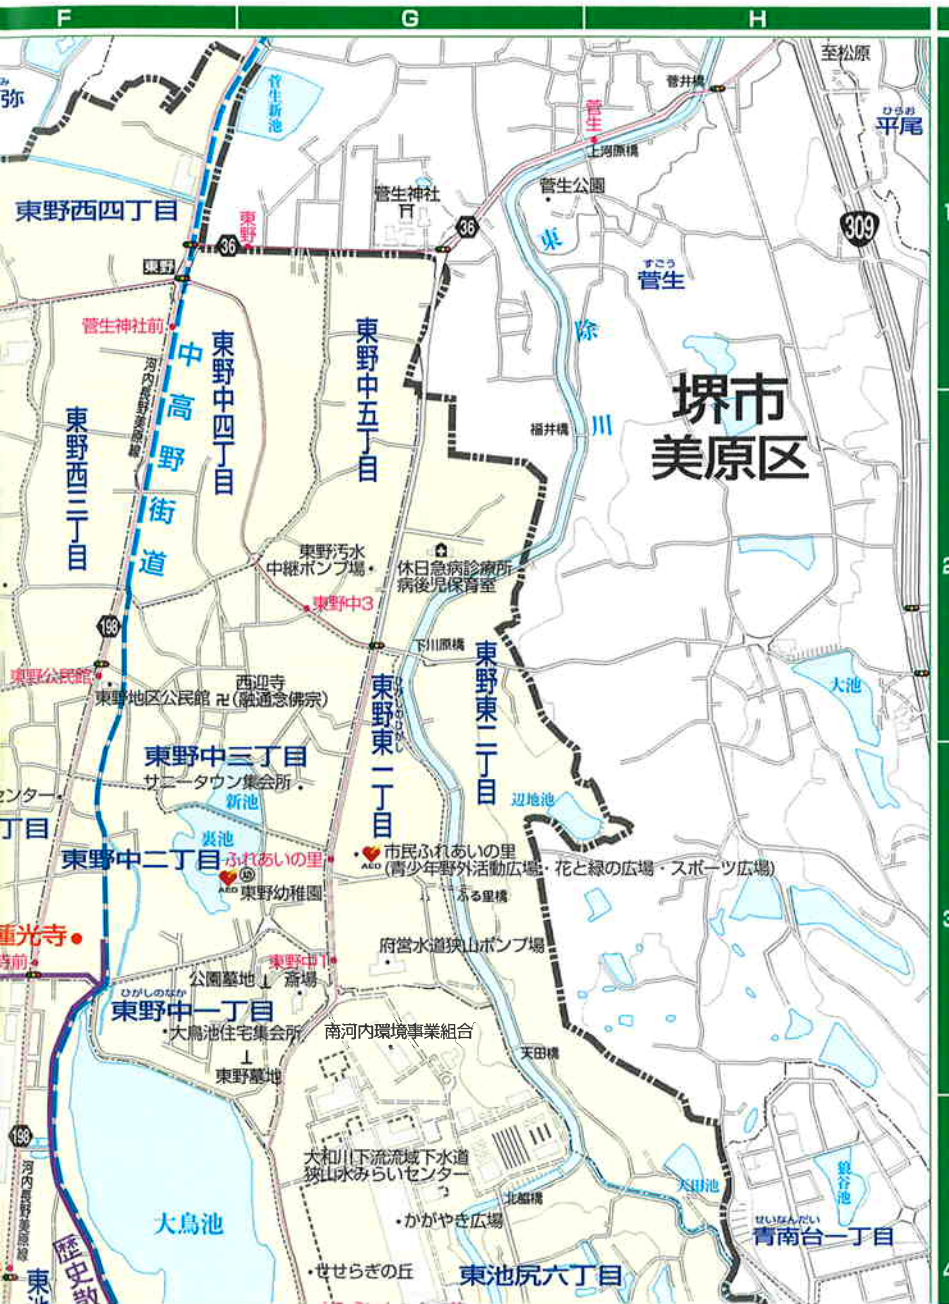 F
G
H
至松原
菅井橋
菅生新池
み
弥
菅生
上河原橋
ひらお
平尾
菅生神社
菅生公園
東野西四丁目
東野
36
36
309
東
すごう
菅生
東野
菅生神社前
除
中高野街道
河内長野美原線
東野中四丁目
東野中五丁目
東野西三丁目
堺市
美原区
福井橋
川
東野汚水
中継ポンプ場
休日急病診療所
病後児保育室
2
東野中3
198
下川原橋
東野公民館
東野地区公民館
西迎寺
(融通念佛宗)
ひがしのひがし
東野東一丁目
東野東二丁目
大池
東野中三丁目
サニータウン集会所
新池
センター
丁目
辺地池
裏池
東野中二丁目
ふれあいの里
市民ふれあいの里
(青少年野外活動広場・花と緑の広場・スポーツ広場)
AED
AED
幼
東野幼稚園
ふる里橋
3
蓮光寺
寺前
府営水道狭山ポンプ場
東野中1
公園墓地
斎場
ひがしのなか
東野中一丁目
大鳥池住宅集会所
南河内環境事業組合
天田橋
東野墓地
198
河内長野美原線
大和川下流流域下水道
狭山水みらいセンター
狼谷池
天田池
北脇橋
大鳥池
かがやき広場
せいなんだい
青南台一丁目
歴史散
せせらぎの丘
東池尻六丁目
東池
4